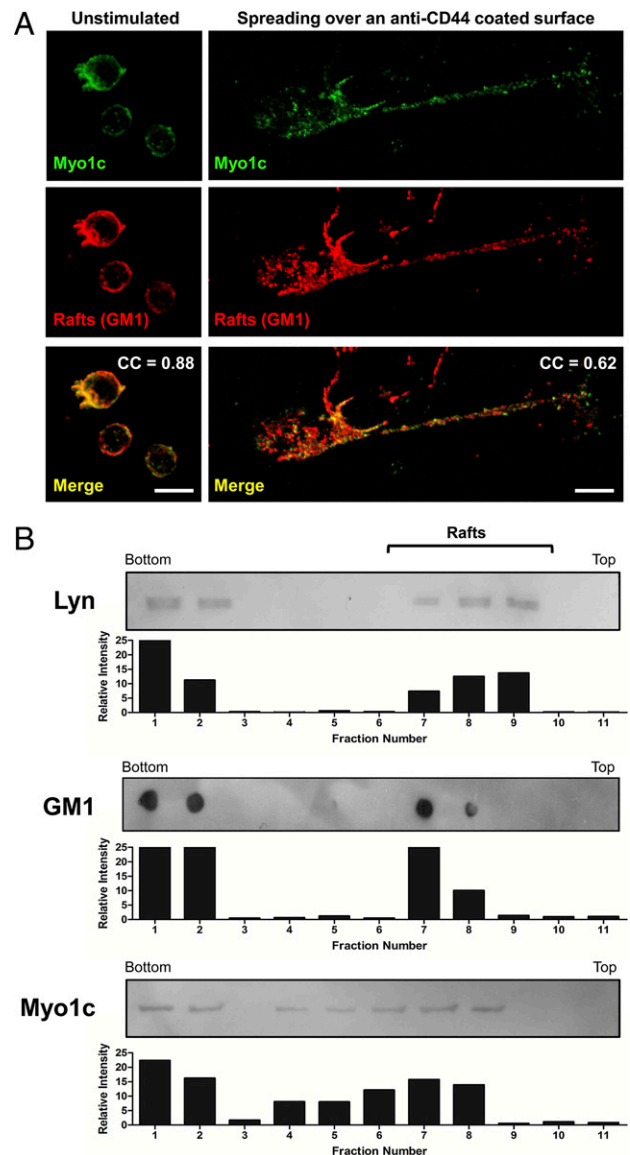 A
Unstimulated
Spreading over an anti-CD44 coated surface
Myo1c
Myo1c
Rafts (GM1)
Rafts (GM1)
CC = 0.88
CC = 0.62
Merge
Merge
B
Rafts
Bottom
Top
Lyn
Relative Intensity
25
20
15
10
5
0
1 2 3 4 5 6 7 8 9 10 11
Fraction Number
Bottom
Top
GM1
Relative Intensity
25
20
15
10
5
0
1 2 3 4 5 6 7 8 9 10 11
Fraction Number
Bottom
Top
Myo1c
Relative Intensity
25
20
15
10
5
0
1 2 3 4 5 6 7 8 9 10 11
Fraction Number